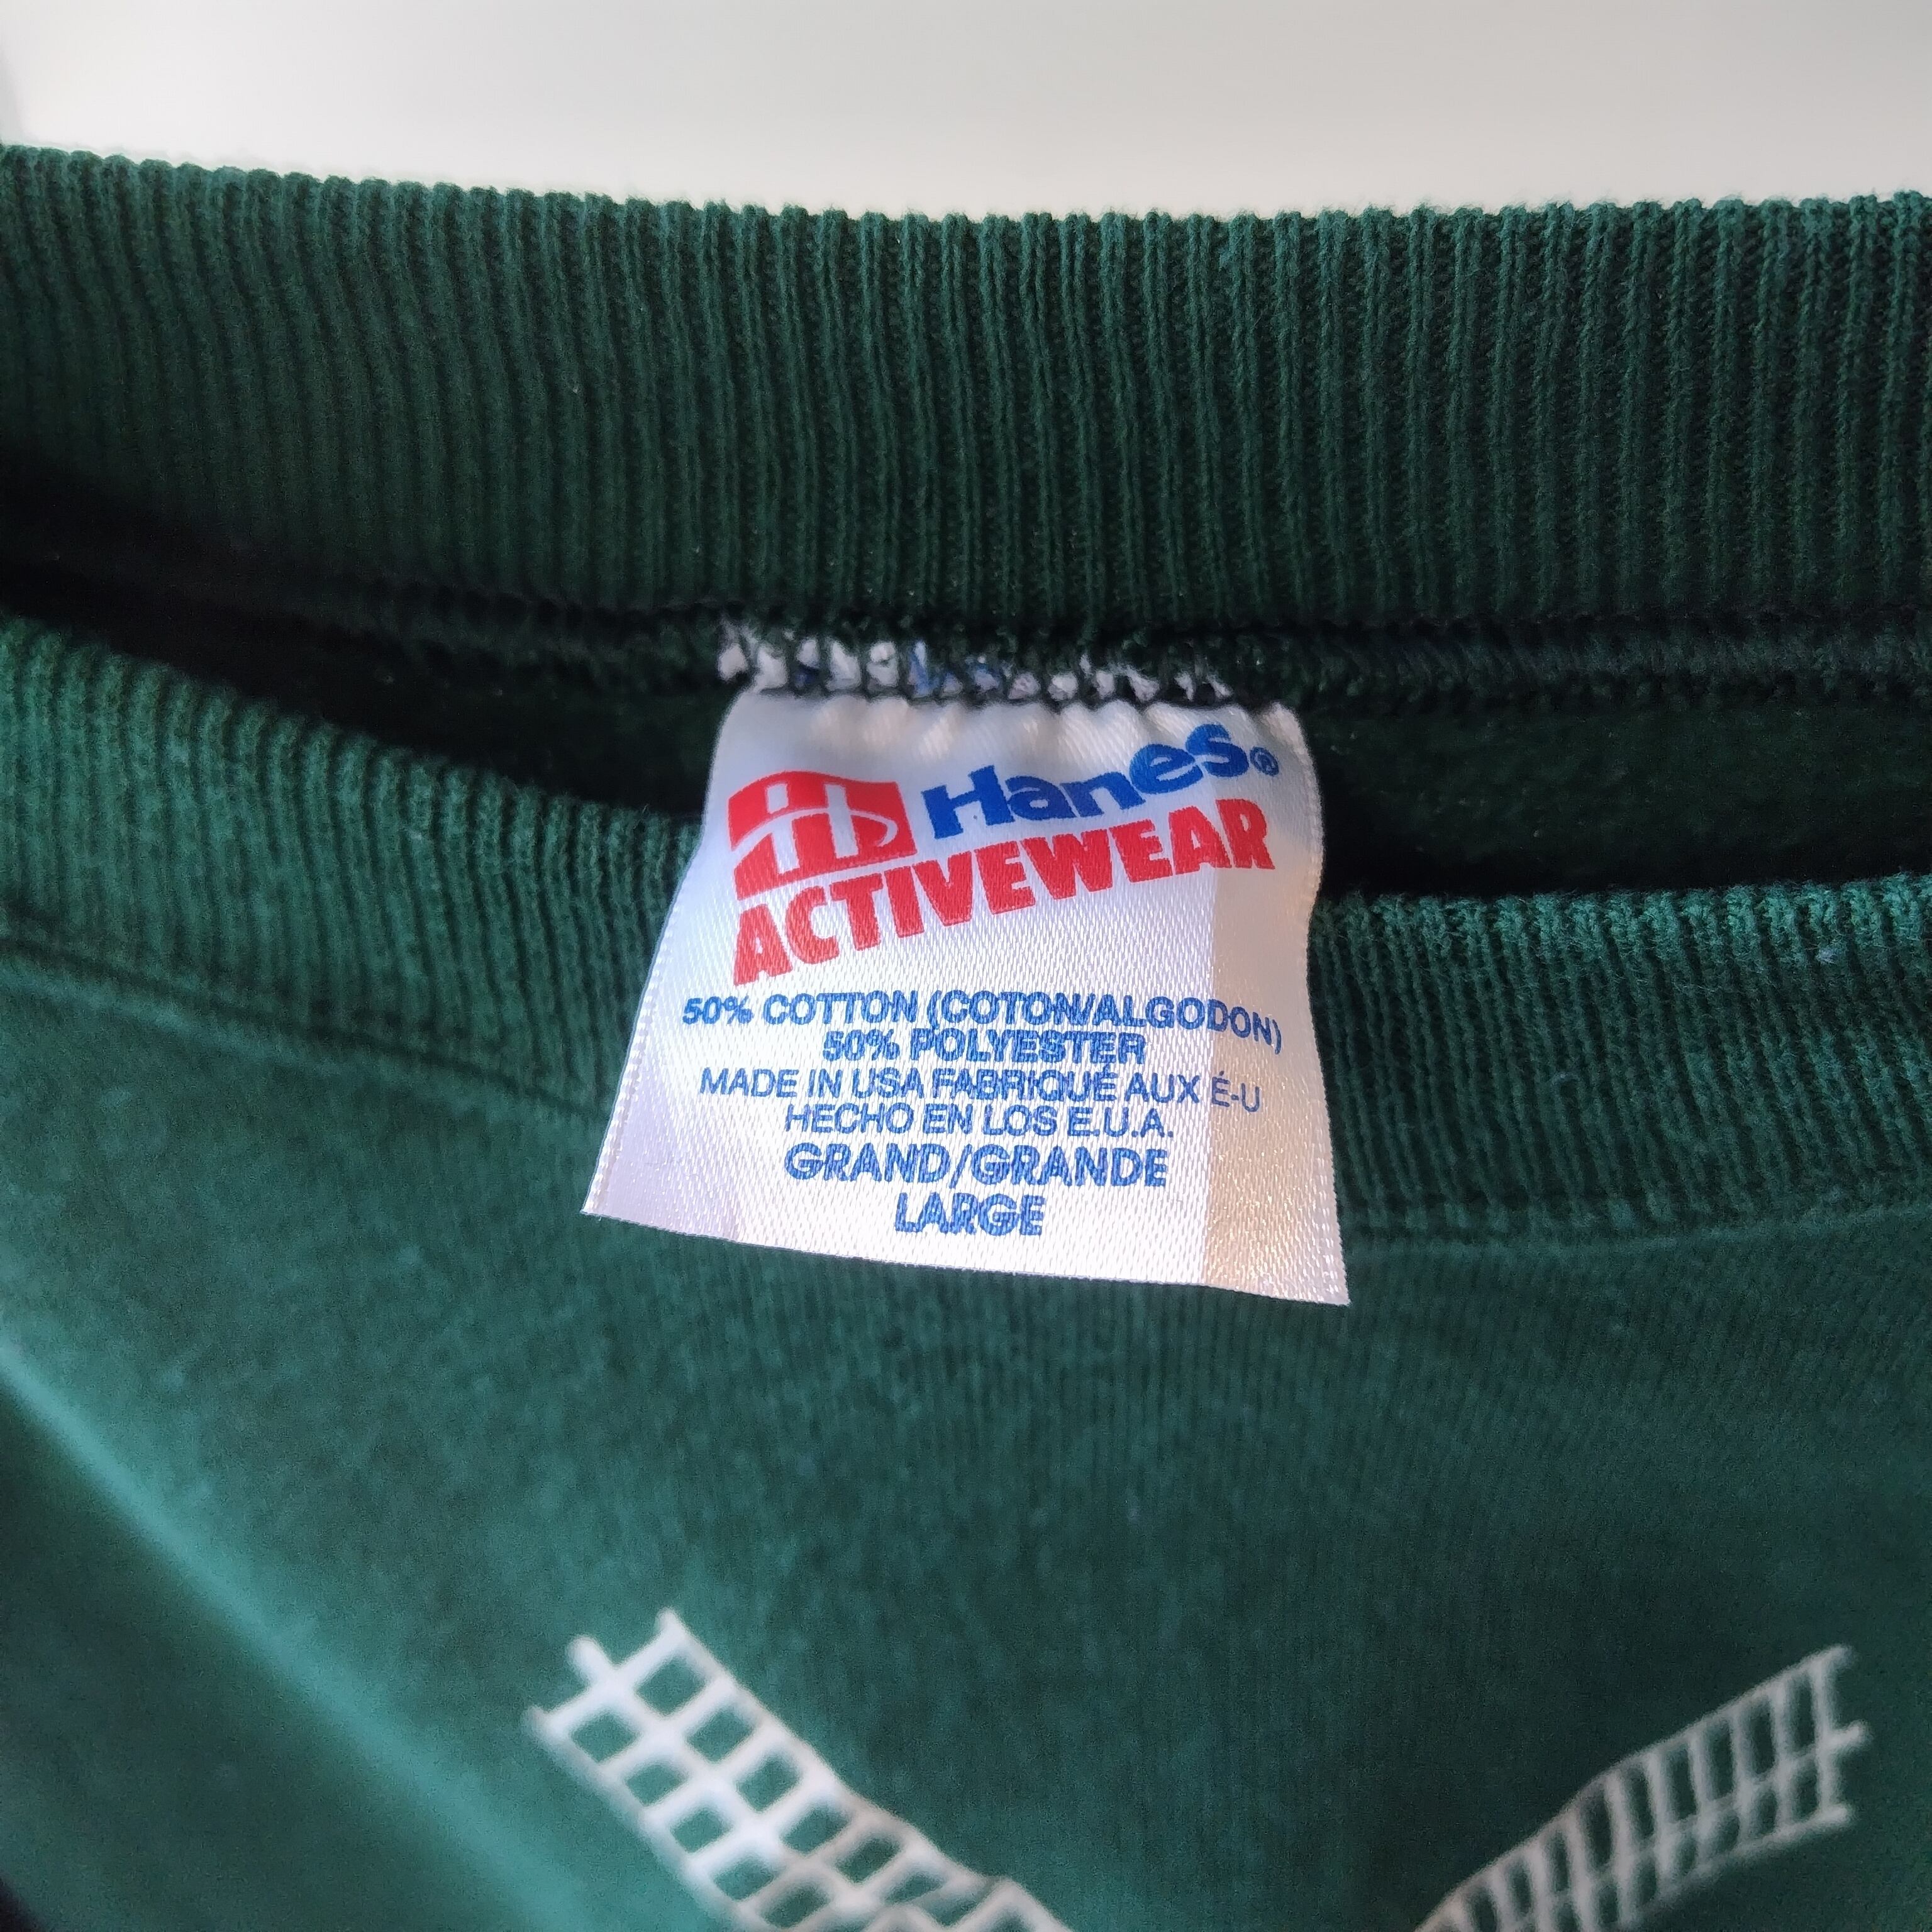 Hanes®
ACTIVEWEAR
50% COTTON (COTON/ALGODON)
50% POLYESTER
MADE IN USA FABRIQUÉ AUX É-U
HECHO EN LOS E.U.A.
GRAND/GRANDE
LARGE